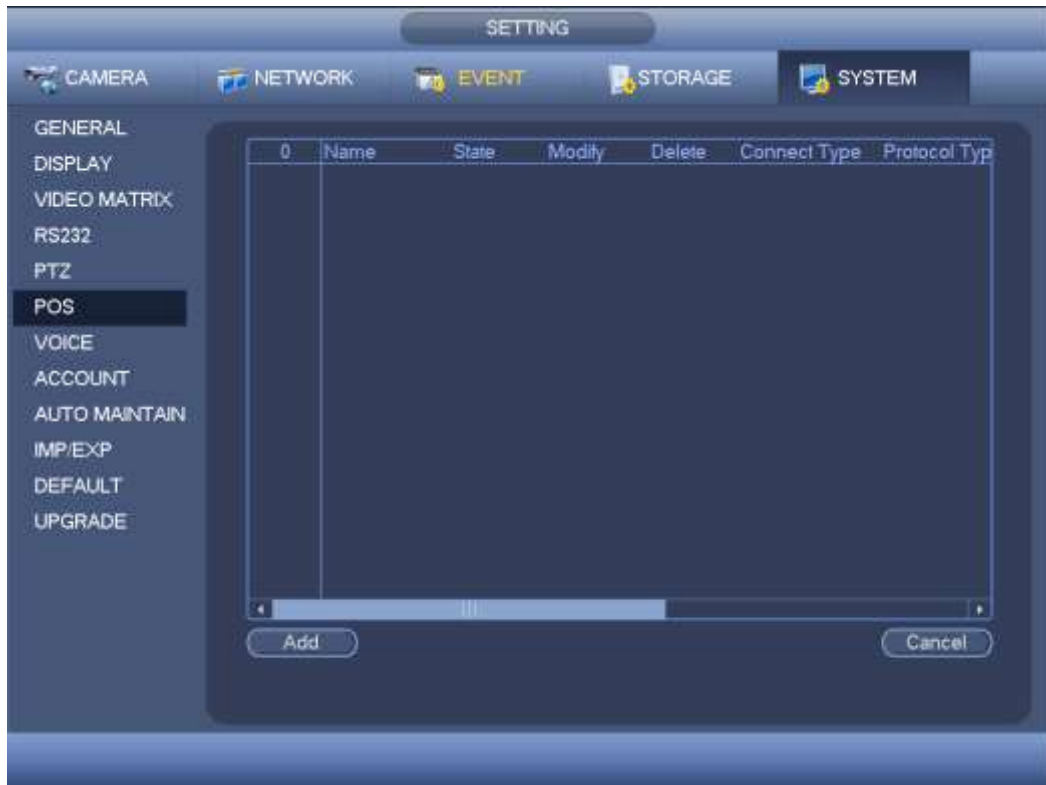 SETTING
CAMERA NETWORK EVENT STORAGE SYSTEM
GENERAL
DISPLAY
VIDEO MATRIX
RS232
PTZ
POS
VOICE
ACCOUNT
AUTO MAINTAIN
IMP/EXP
DEFAULT
UPGRADE
0 Name State Modify Delete Connect Type Protocol Typ
Add Cancel